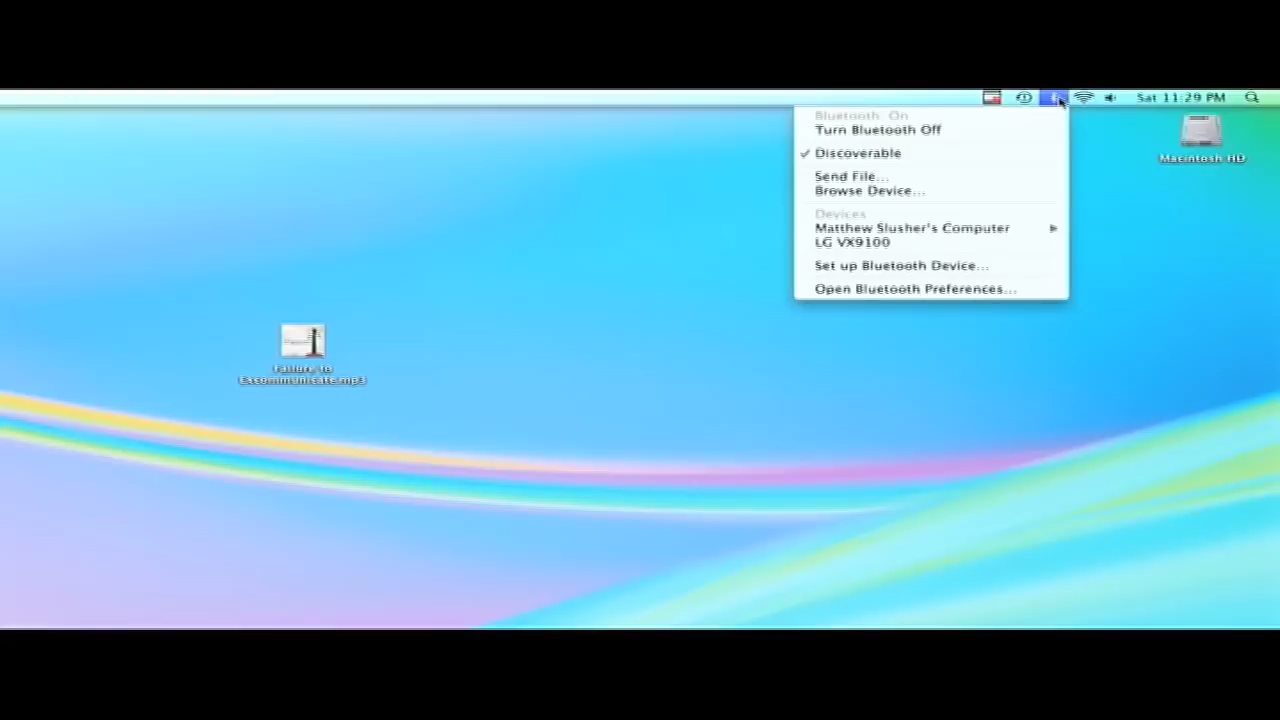 Sat 11:29 PM
Bluetooth On
Turn Bluetooth Off
Discoverable
Send File...
Browse Device...
Devices
Matthew Slusher's Computer
LG VX9100
Set up Bluetooth Device...
Open Bluetooth Preferences...
Macintosh HD
Failure to
Excommunicate.mp3